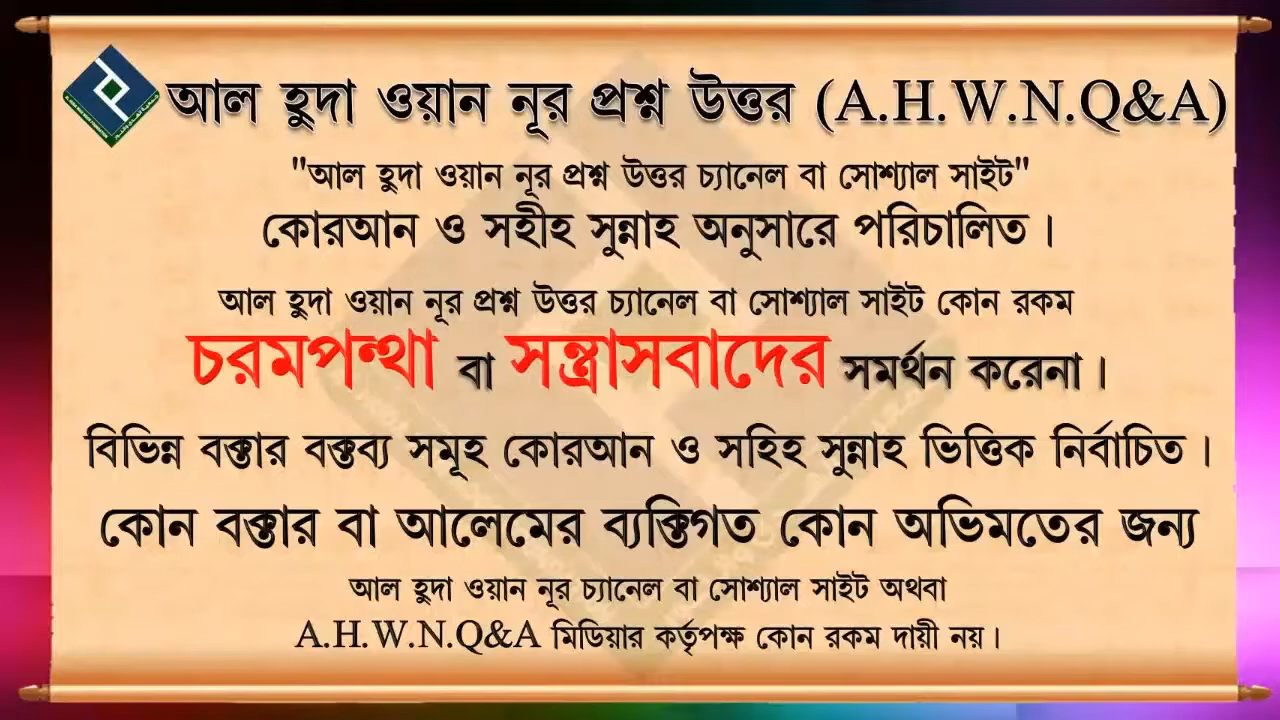 আল হুদা ওয়ান নূর প্রশ্ন উত্তর (A.H.W.N.Q&A)
"আল হুদা ওয়ান নূর প্রশ্ন উত্তর চ্যানেল বা সোশ্যাল সাইট"
কোরআন ও সহীহ সুন্নাহ অনুসারে পরিচালিত।
আল হুদা ওয়ান নূর প্রশ্ন উত্তর চ্যানেল বা সোশ্যাল সাইট কোন রকম
চরমপন্থা বা সন্ত্রাসবাদের সমর্থন করেনা।
বিভিন্ন বক্তার বক্তব্য সমূহ কোরআন ও সহিহ সুন্নাহ ভিত্তিক নির্বাচিত।
কোন বক্তার বা আলেমের ব্যক্তিগত কোন অভিমতের জন্য
আল হুদা ওয়ান নূর চ্যানেল বা সোশ্যাল সাইট অথবা
A.H.W.N.Q&A মিডিয়ার কর্তৃপক্ষ কোন রকম দায়ী নয়।